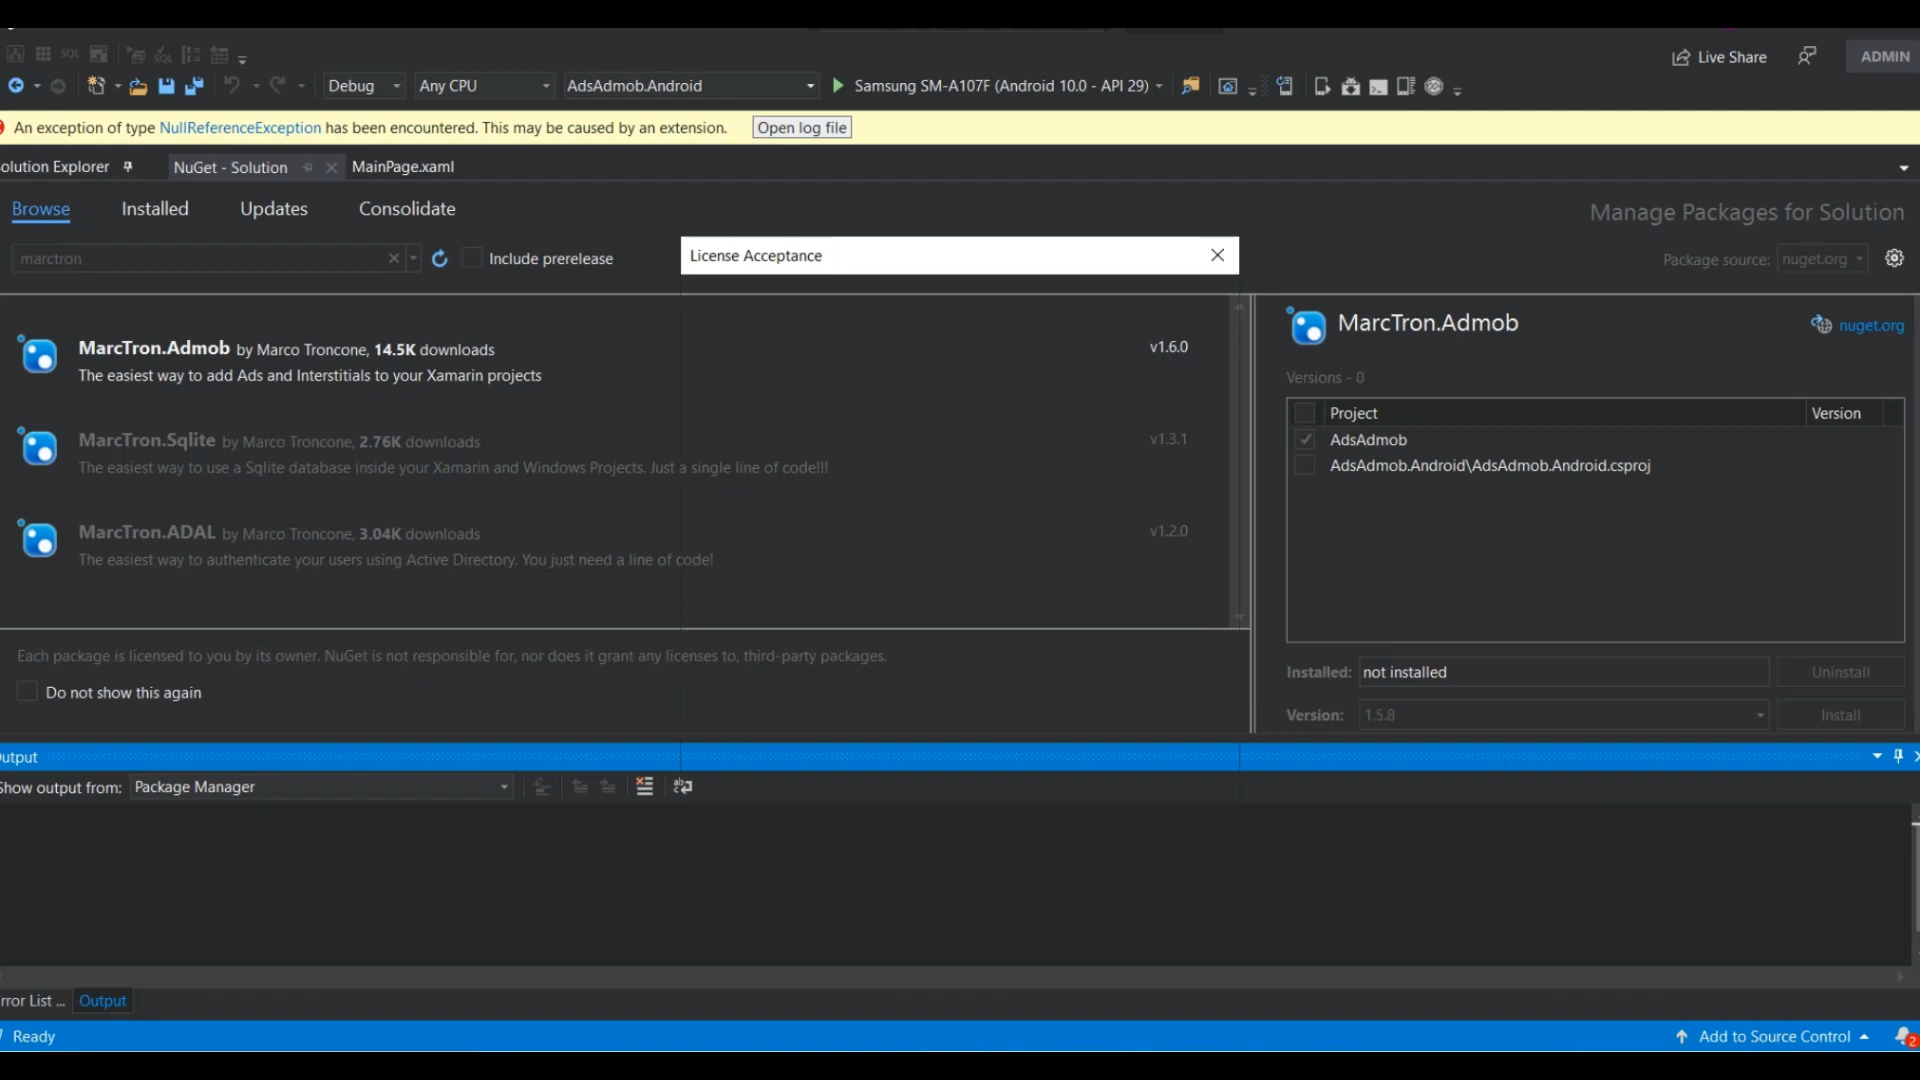 SQL
SQL
Live Share
ADMIN
Debug
Any CPU
AdsAdmob.Android
Samsung SM-A107F (Android 10.0 - API 29)
An exception of type NullReferenceException has been encountered. This may be caused by an extension.
Open log file
olution Explorer
NuGet - Solution
MainPage.xaml
Browse
Installed
Updates
Consolidate
Manage Packages for Solution
marctron
Include prerelease
License Acceptance
Package source:
nuget.org
MarcTron.Admob by Marco Troncone, 14.5K downloads
v1.6.0
The easiest way to add Ads and Interstitials to your Xamarin projects
MarcTron.Sqlite by Marco Troncone, 2.76K downloads
v1.3.1
The easiest way to use a Sqlite database inside your Xamarin and Windows Projects. Just a single line of code!!!
MarcTron.ADAL by Marco Troncone, 3.04K downloads
v1.2.0
The easiest way to authenticate your users using Active Directory. You just need a line of code!
Each package is licensed to you by its owner. NuGet is not responsible for, nor does it grant any licenses to, third-party packages.
Do not show this again
MarcTron.Admob
nuget.org
Versions - 0
Project
Version
AdsAdmob
AdsAdmob.Android\AdsAdmob.Android.csproj
Installed:
not installed
Uninstall
Version:
1.5.8
Install
utput
Show output from:
Package Manager
rror List ...
Output
Ready
Add to Source Control
2